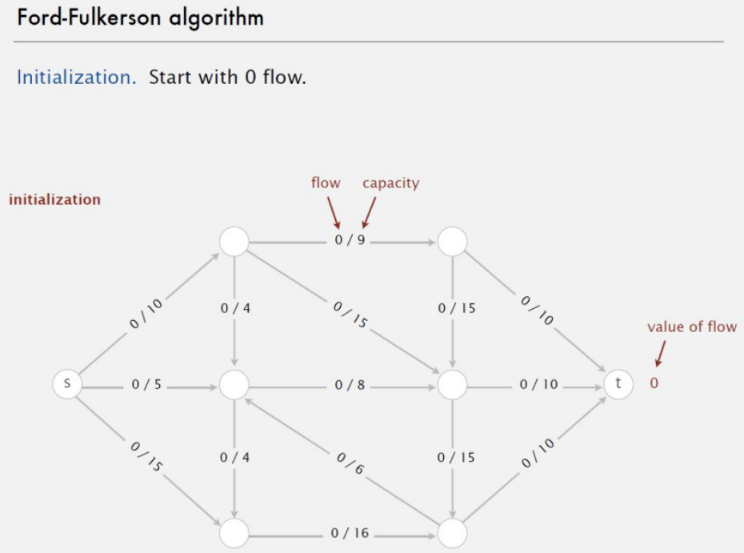 Ford-Fulkerson algorithm
Initialization. Start with 0 flow.
flow capacity
initialization
0 / 9
0 / 10
0 / 4
0 / 15
0 / 15
0 / 10
value of flow
s
0 / 5
0 / 8
0 / 10
t
0
0 / 15
0 / 4
0 / 6
0 / 15
0 / 10
0 / 16